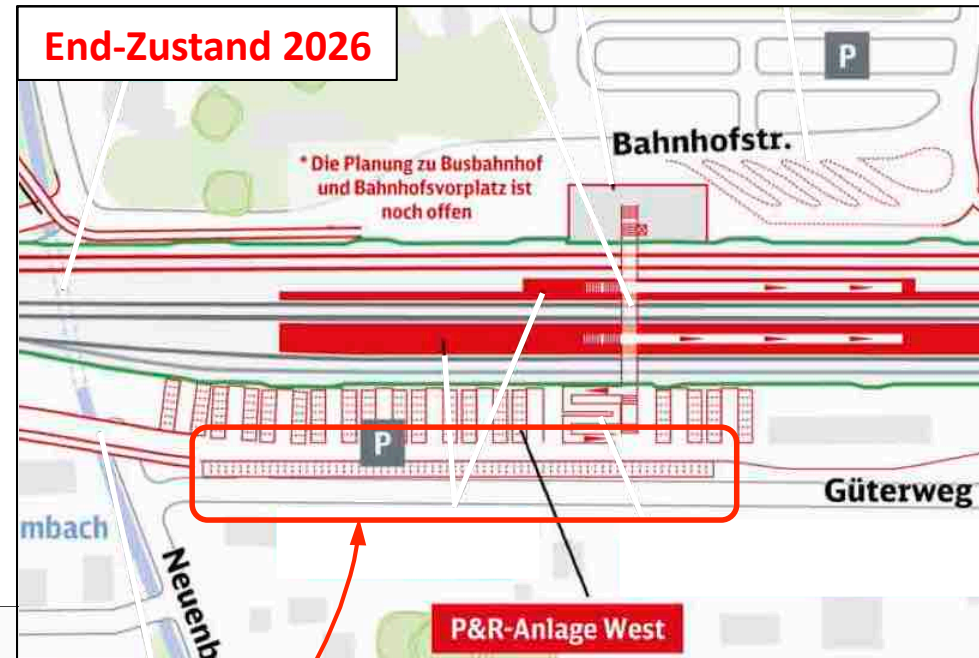 End-Zustand 2026
P
Bahnhofstr.
* Die Planung zu Busbahnhof
und Bahnhofsvorplatz ist
noch offen
P
Güterweg
mbach
Neuenb
P&R-Anlage West